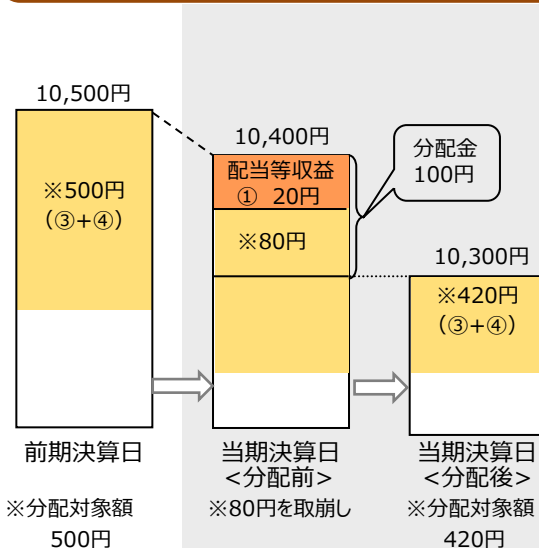 10,500円
※500円
(③+④)
前期決算日
※分配対象額
500円
10,400円
配当等収益
① 20円
※80円
当期決算日
<分配前>
※80円を取崩し
分配金
100円
10,300円
※420円
(③+④)
当期決算日
<分配後>
※分配対象額
420円